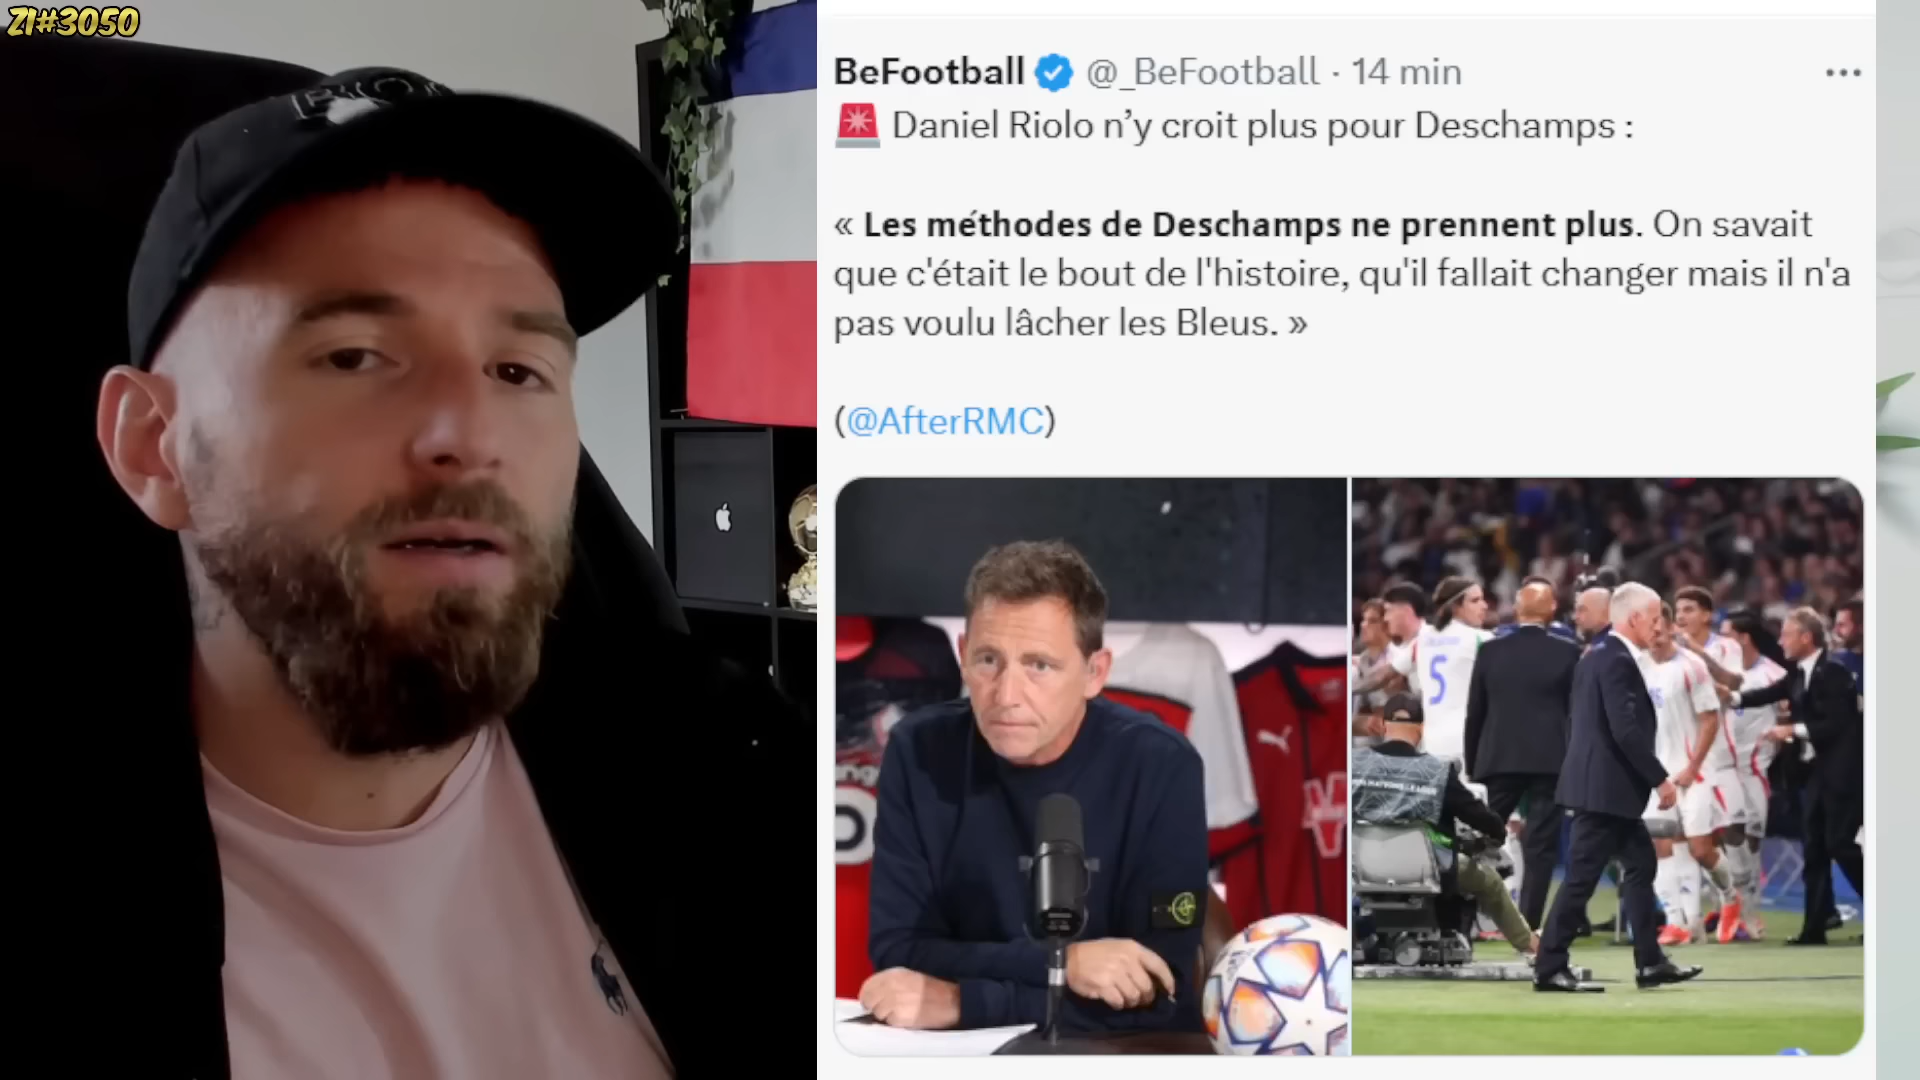 ZI#3050
BeFootball @_BeFootball · 14 min
Daniel Riolo n’y croit plus pour Deschamps :
« Les méthodes de Deschamps ne prennent plus. On savait
que c'était le bout de l'histoire, qu'il fallait changer mais il n'a
pas voulu lâcher les Bleus. »
(@AfterRMC)
5